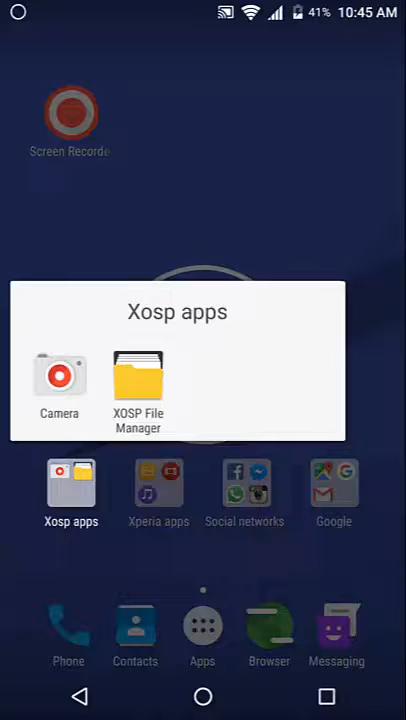 41% 10:45 AM
Screen Recorde
Xosp apps
Camera
XOSP File
Manager
Xosp apps Xperia apps Social networks Google
Phone Contacts Apps Browser Messaging